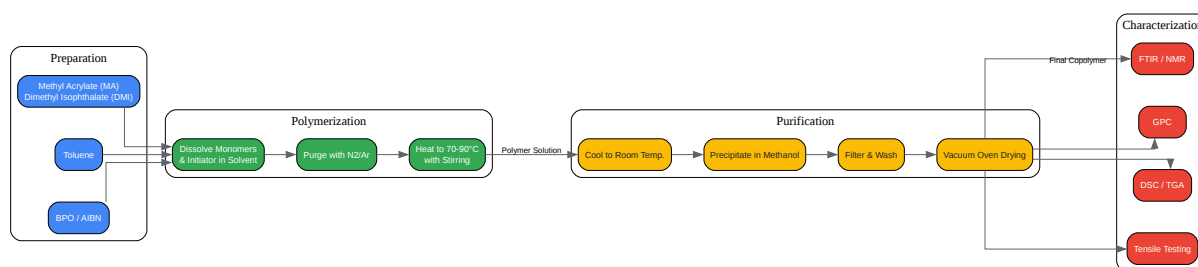 Preparation
Methyl Acrylate (MA)
Dimethyl Isophthalate (DMI)
Toluene
BPO / AIBN
Polymerization
Dissolve Monomers
& Initiator in Solvent
Purge with N2/Ar
Heat to 70-90°C
with Stirring
Polymer Solution
Purification
Cool to Room Temp.
Precipitate in Methanol
Filter & Wash
Vacuum Oven Drying
Final Copolymer
Characterization
FTIR / NMR
GPC
DSC / TGA
Tensile Testing